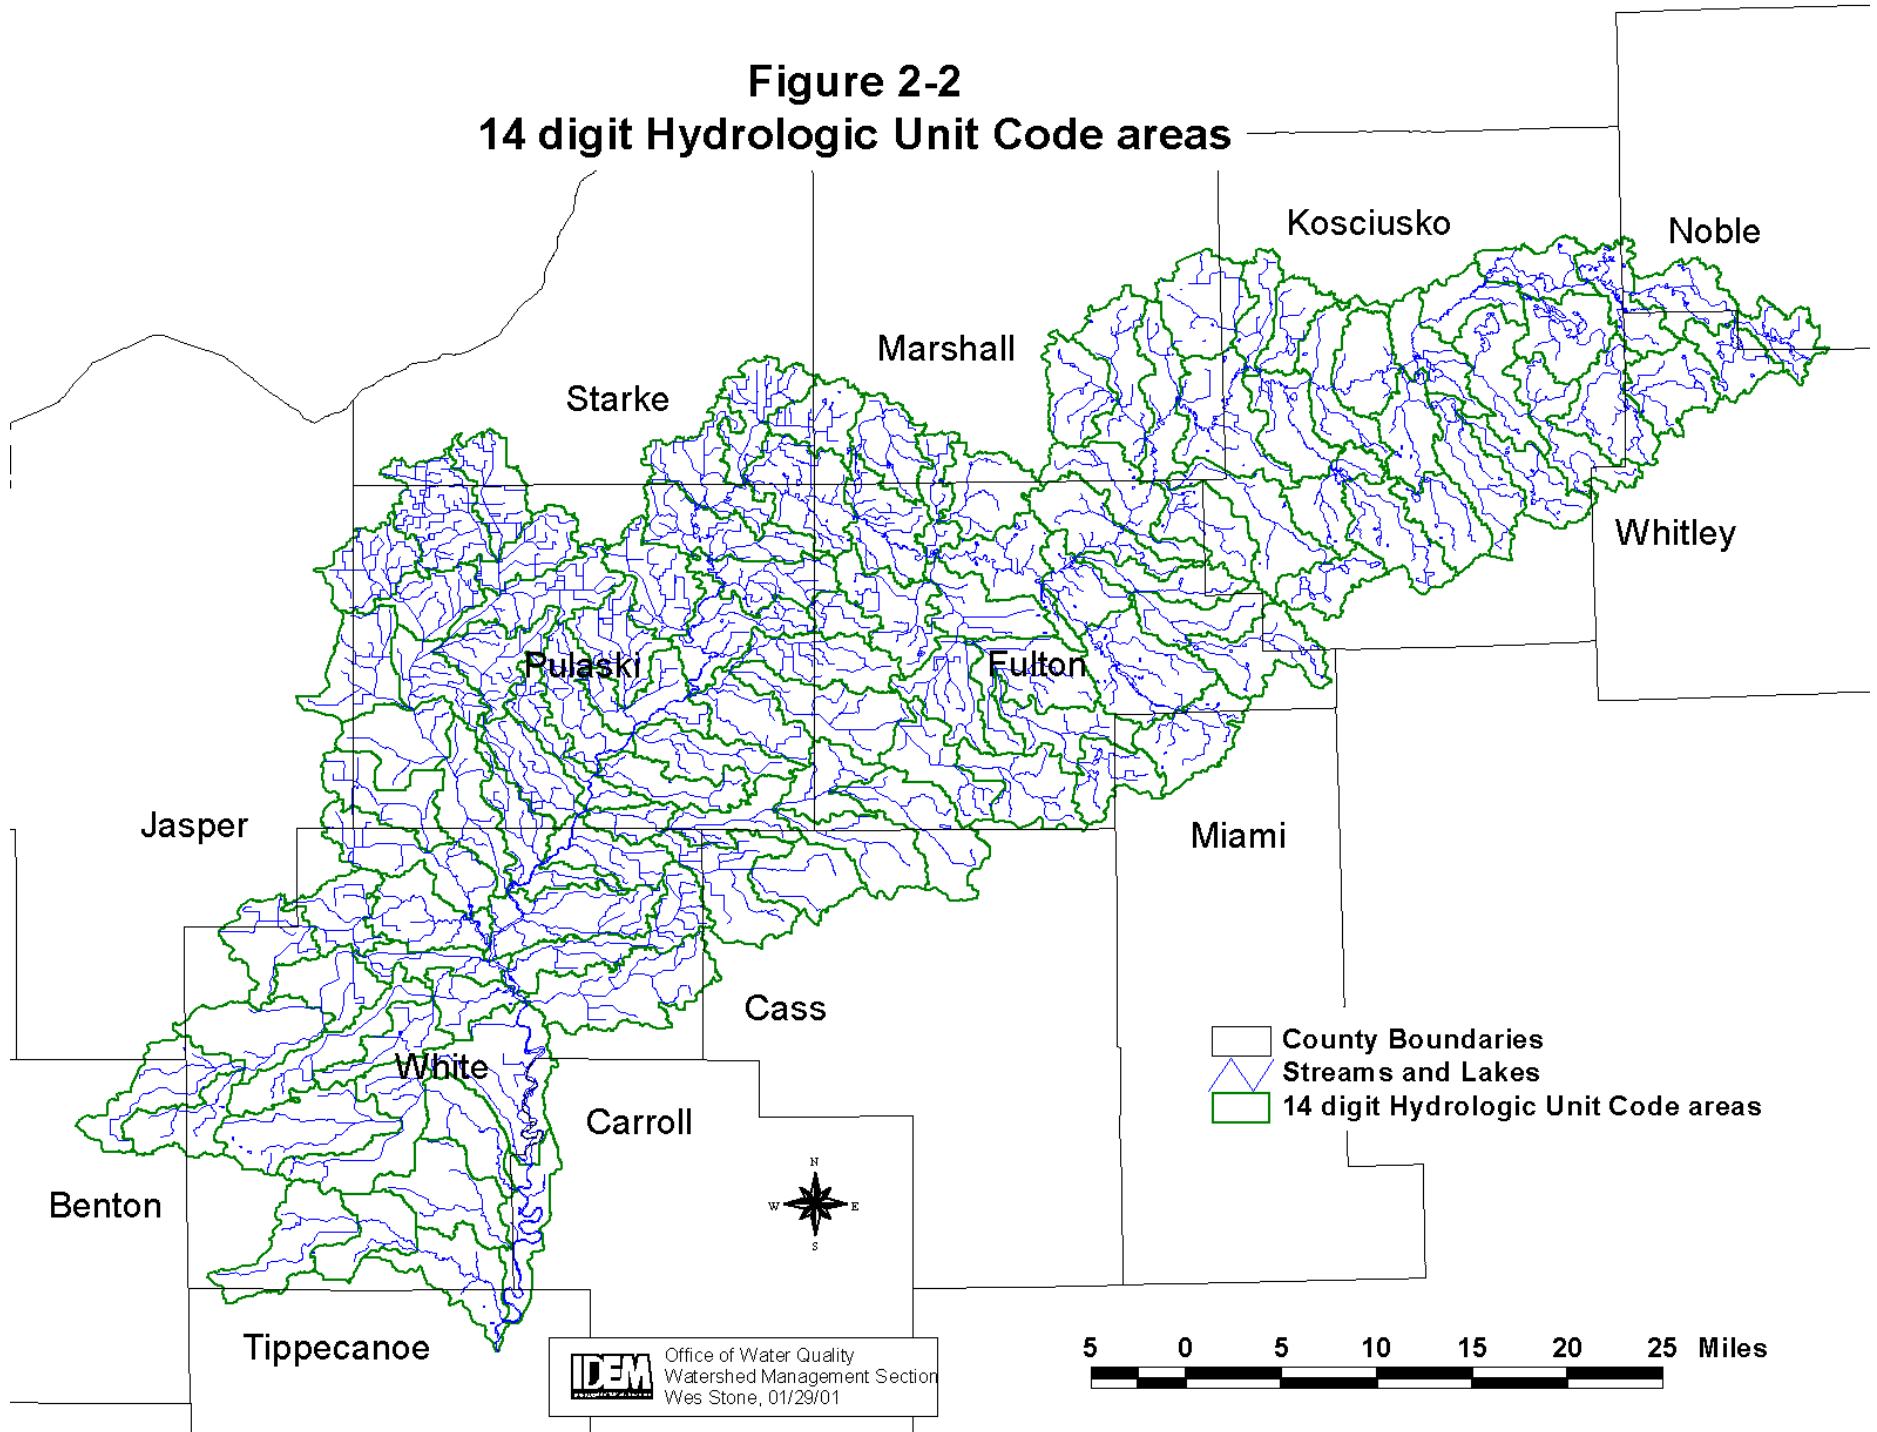 Figure 2-2
14 digit Hydrologic Unit Code areas
Kosciusko
Noble
Marshall
Starke
Whitley
Pulaski
Fulton
Jasper
Miami
Cass
County Boundaries
Streams and Lakes
14 digit Hydrologic Unit Code areas
White
Carroll
N
W E
S
Benton
Tippecanoe
5 0 5 10 15 20 25 Miles
IDEM
Office of Water Quality
Watershed Management Section
Wes Stone, 01/29/01